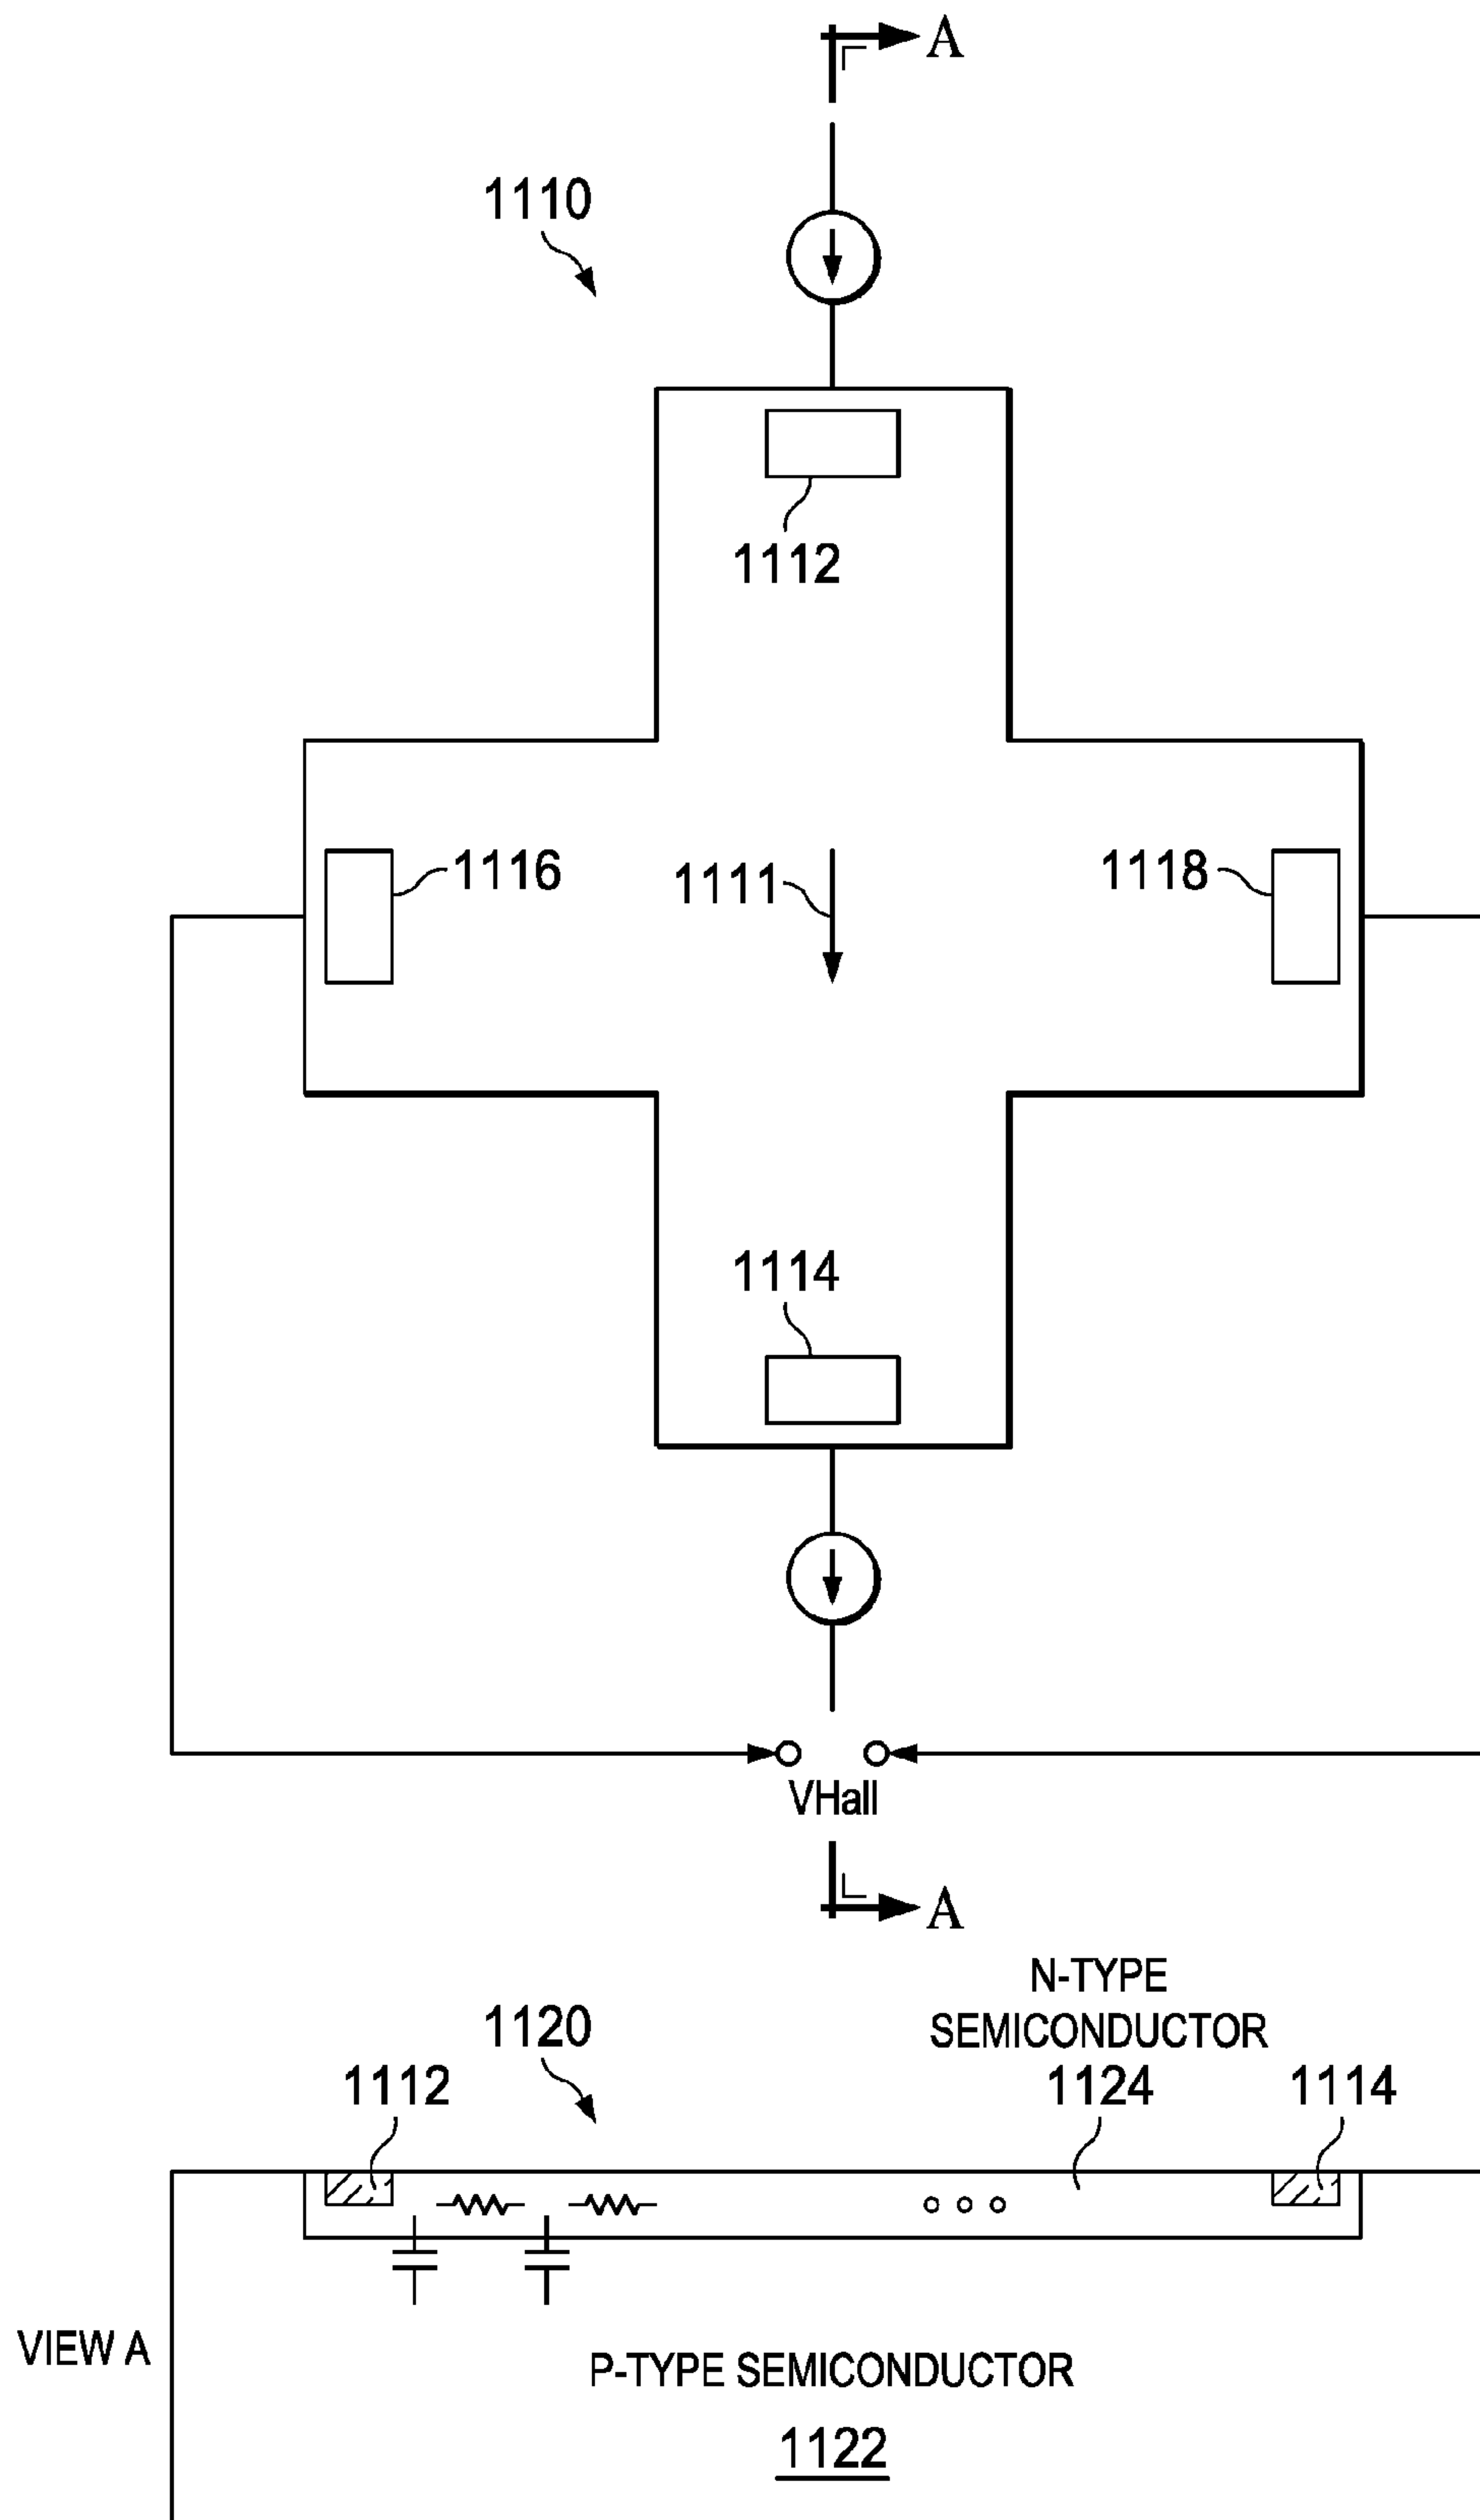 A
1110
1112
1116
1111
1118
1114
VHall
A
N-TYPE
SEMICONDUCTOR
1120
1112
1124
1114
VIEW A
P-TYPE SEMICONDUCTOR
1122